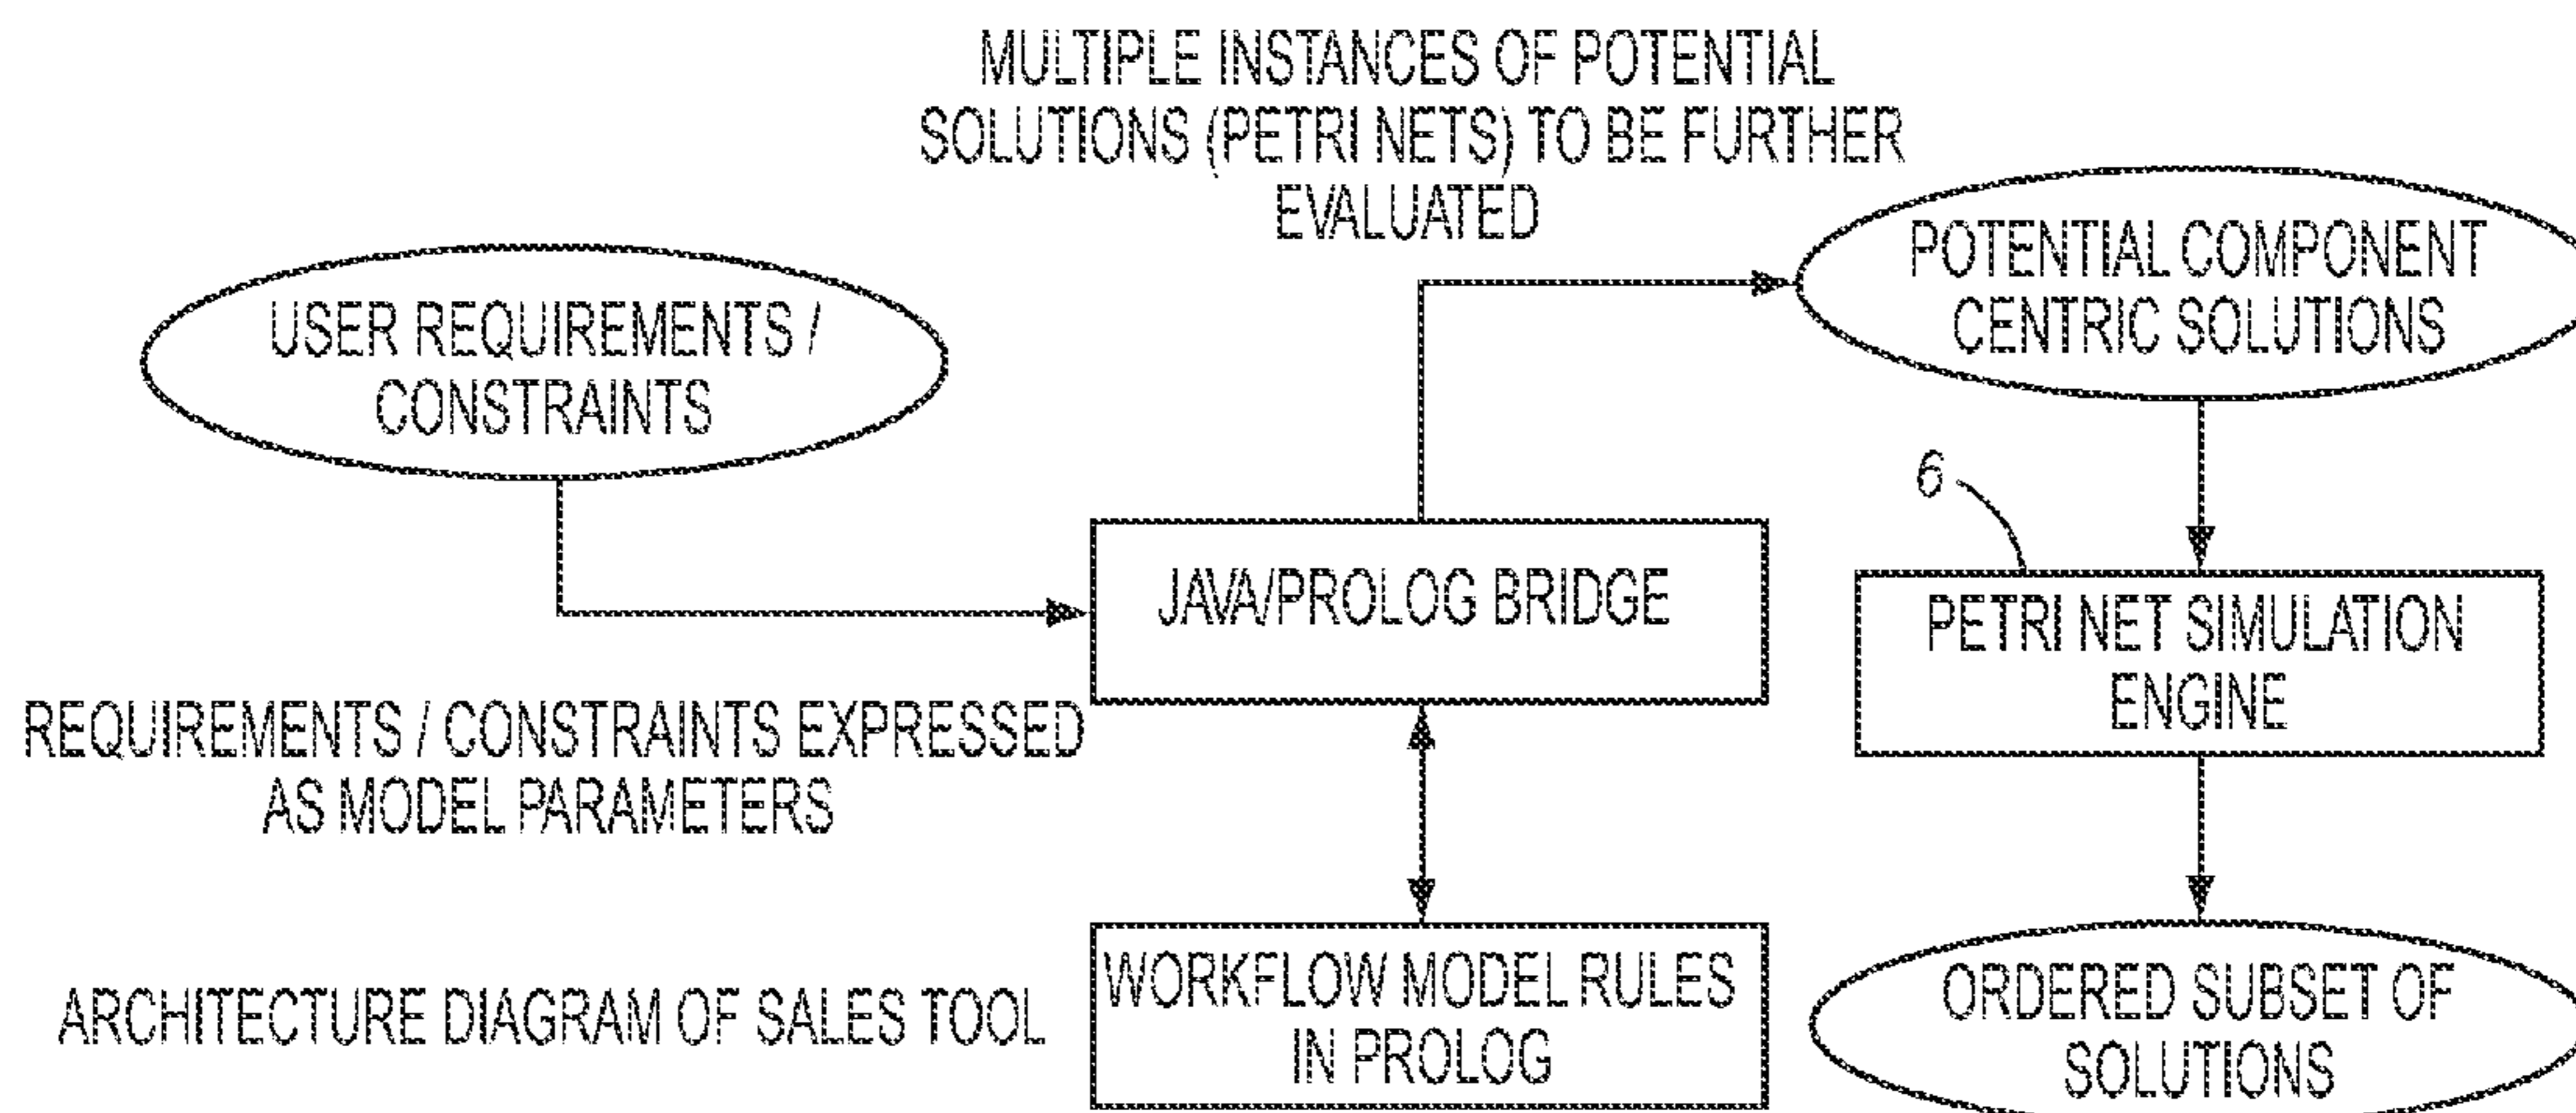 MULTIPLE INSTANCES OF POTENTIAL
SOLUTIONS (PETRI NETS) TO BE FURTHER
EVALUATED
POTENTIAL COMPONENT
CENTRIC SOLUTIONS
USER REQUIREMENTS /
CONSTRAINTS
6
JAVA/PROLOG BRIDGE
PETRI NET SIMULATION
ENGINE
REQUIREMENTS / CONSTRAINTS EXPRESSED
AS MODEL PARAMETERS
WORKFLOW MODEL RULES
IN PROLOG
ORDERED SUBSET OF
SOLUTIONS
ARCHITECTURE DIAGRAM OF SALES TOOL